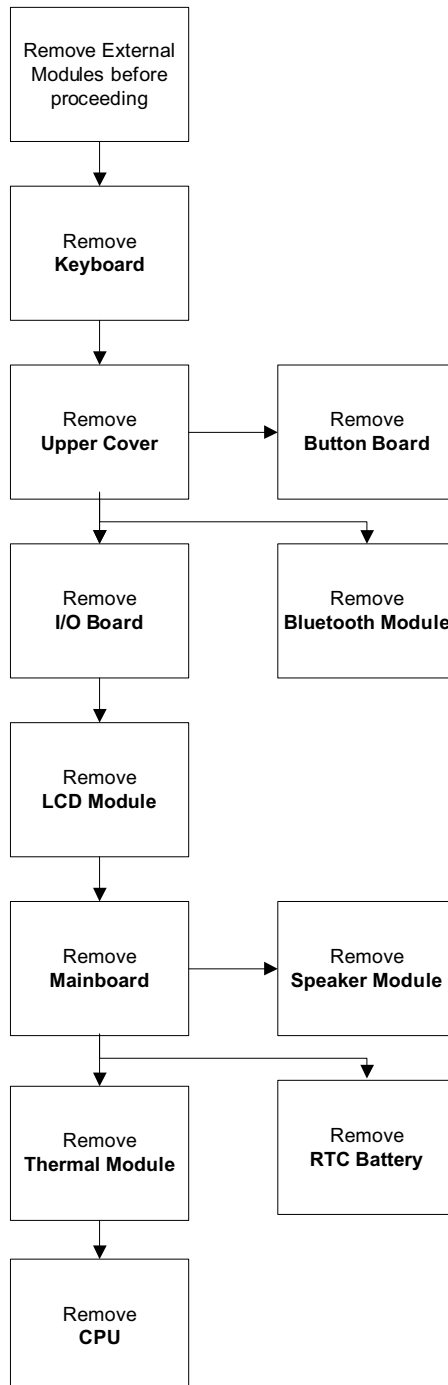 Remove External
Modules before
proceeding
Remove
Keyboard
Remove
Upper Cover
Remove
Button Board
Remove
I/O Board
Remove
Bluetooth Module
Remove
LCD Module
Remove
Mainboard
Remove
Speaker Module
Remove
Thermal Module
Remove
RTC Battery
Remove
CPU